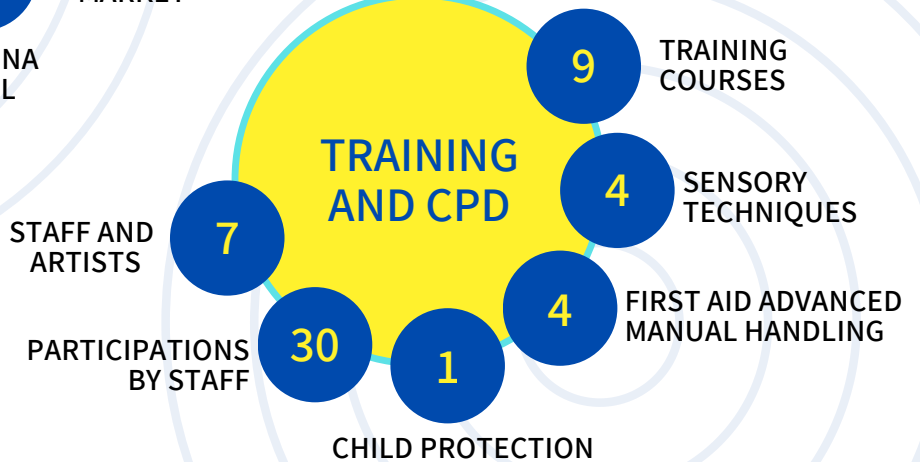 NA
L
TRAINING
AND CPD
9
TRAINING
COURSES
4
SENSORY
TECHNIQUES
4
FIRST AID ADVANCED
MANUAL HANDLING
1
CHILD PROTECTION
30
PARTICIPATIONS
BY STAFF
7
STAFF AND
ARTISTS